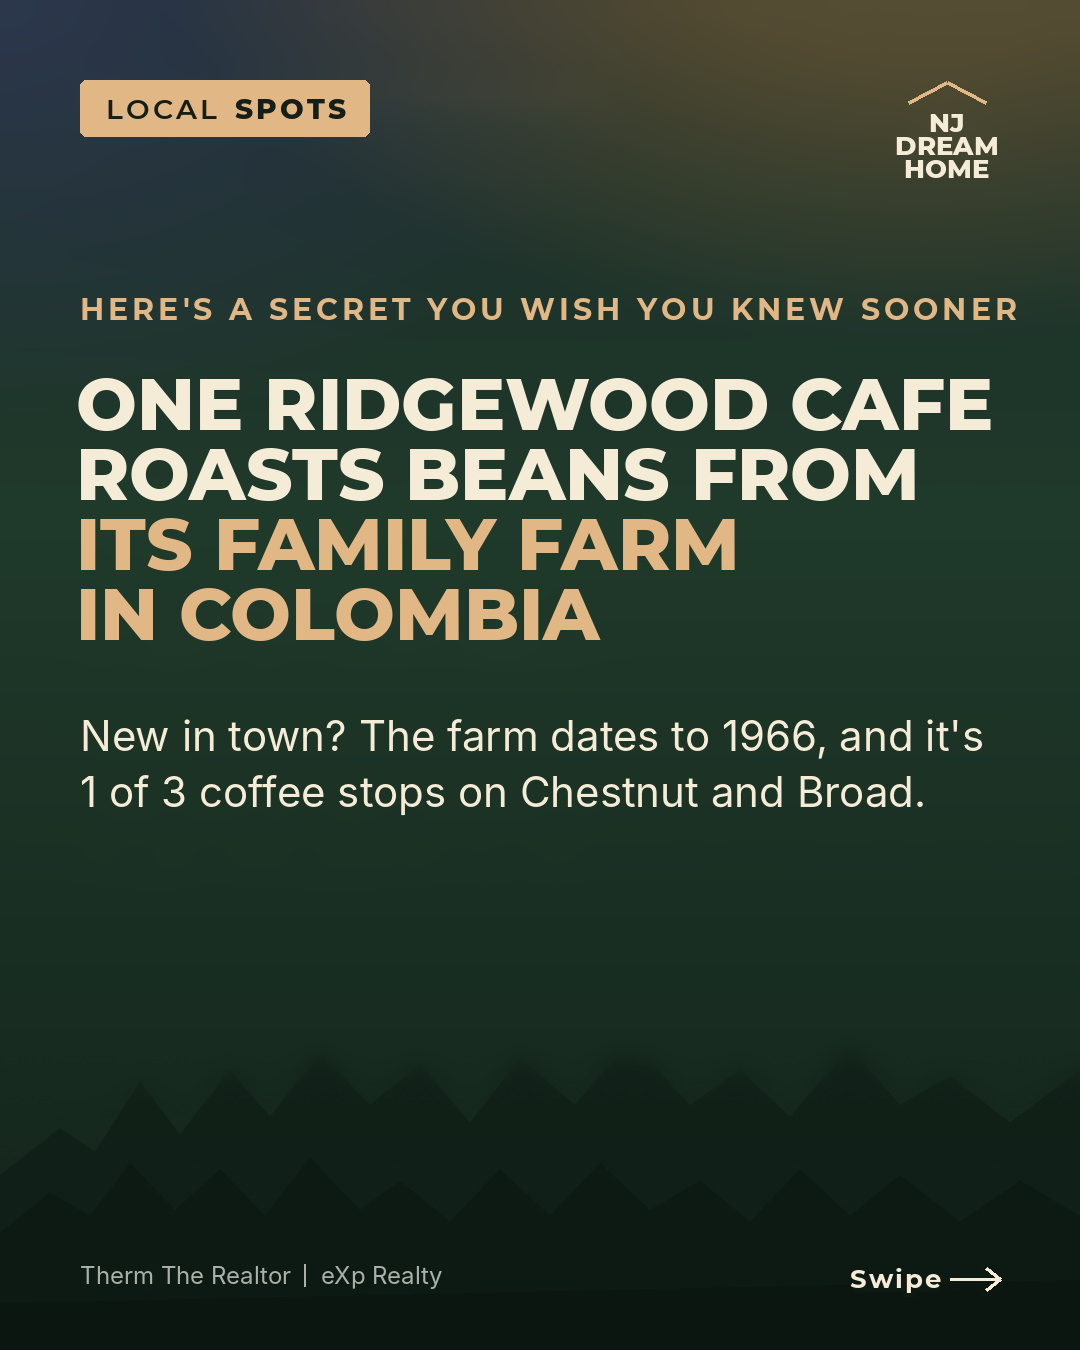 LOCAL SPOTS
NJ
DREAM
HOME
HERE'S A SECRET YOU WISH YOU KNEW SOONER
ONE RIDGEWOOD CAFE
ROASTS BEANS FROM
ITS FAMILY FARM
IN COLOMBIA
New in town? The farm dates to 1966, and it's
1 of 3 coffee stops on Chestnut and Broad.
Therm The Realtor | eXp Realty
Swipe